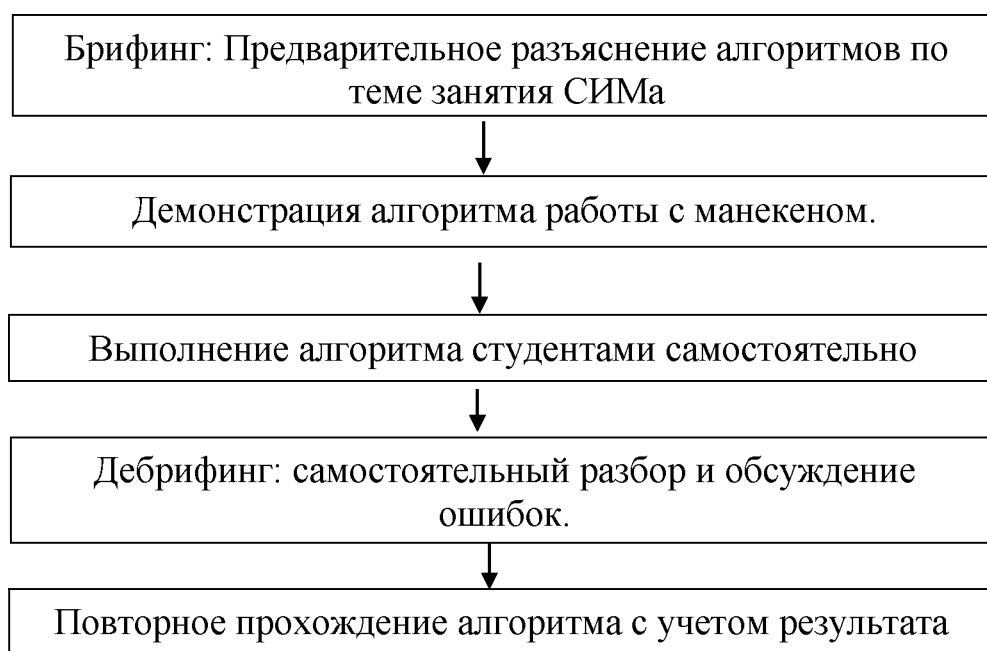 Брифинг: Предварительное разъяснение алгоритмов по
теме занятия СИМа
Демонстрация алгоритма работы с манекеном.
Выполнение алгоритма студентами самостоятельно
Дебрифинг: самостоятельный разбор и обсуждение
ошибок.
Повторное прохождение алгоритма с учетом результата